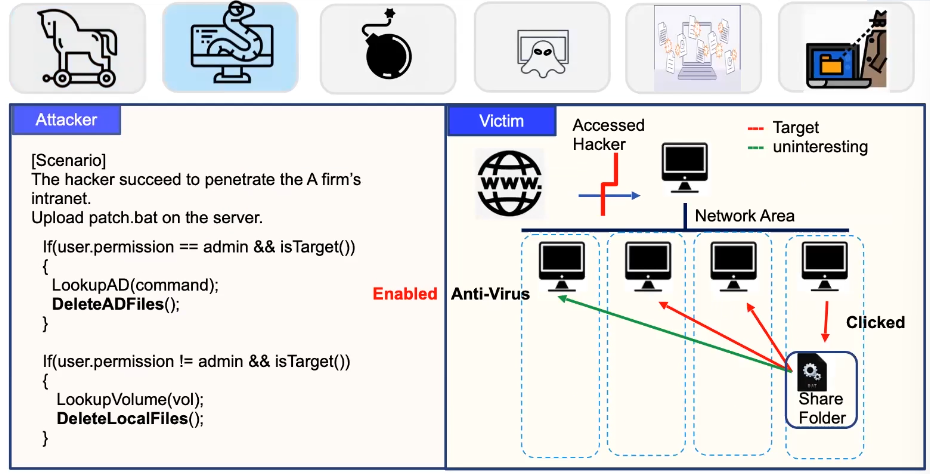 Attacker
[Scenario]
The hacker succeed to penetrate the A firm's
intranet.
Upload patch.bat on the server.
If(user.permission == admin && isTarget())
{
LookupAD(command);
DeleteADFiles();
}
If(user.permission != admin && isTarget())
{
LookupVolume(vol);
DeleteLocalFiles();
}
Victim
Accessed
Hacker
Target
uninteresting
www.
Network Area
Enabled Anti-Virus
Clicked
BAT
Share
Folder